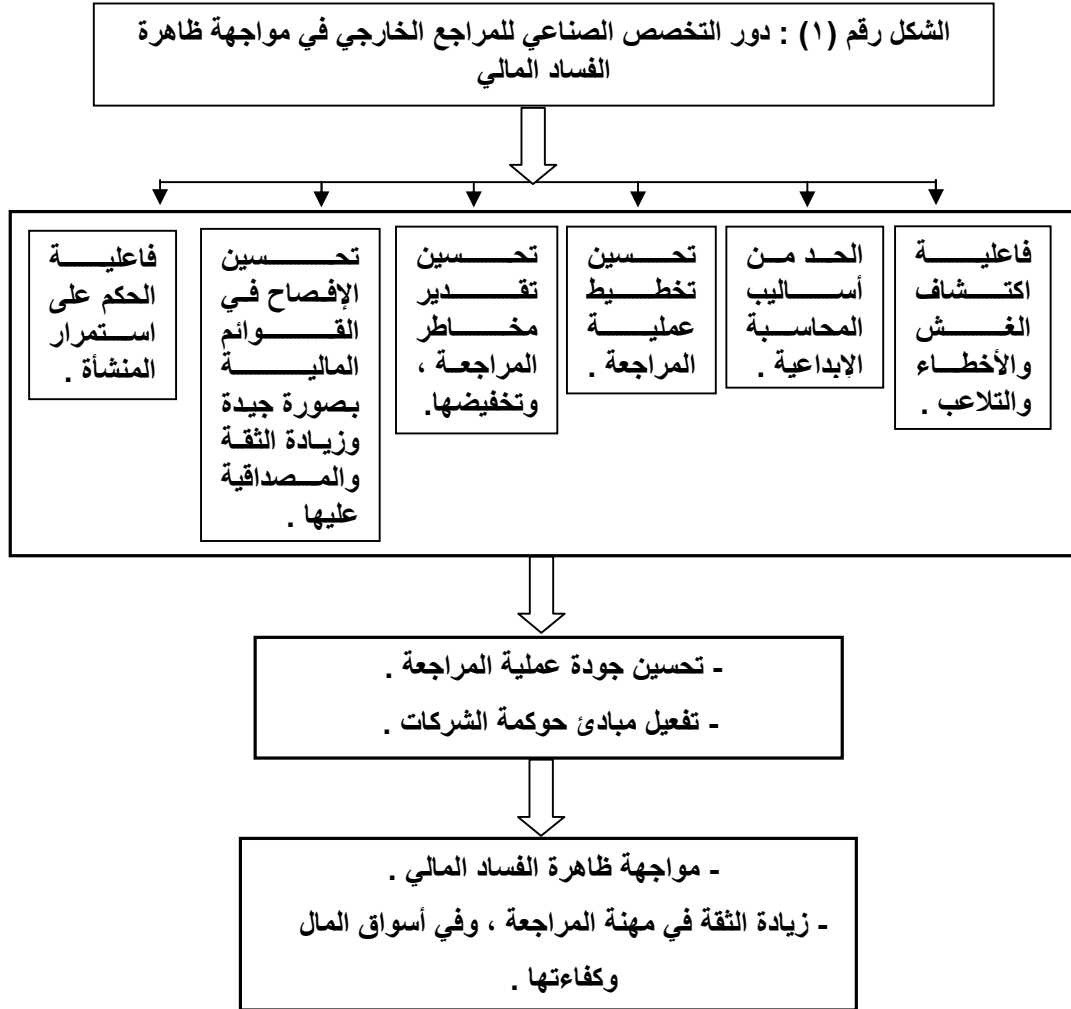 الشكل رقم (١) : دور التخصص الصناعي للمراجع الخارجي في مواجهة ظاهرة
الفساد المالي
فاعلية
اكتشاف
الغش
والأخطاء
والتلاعب .
الحد من
أساليب
المحاسبة
الإبداعية .
تحسين
تخطيط
عملية
المراجعة .
تحسين
تقدير
مخاطر
المراجعة ،
وتخفيضها.
تحسين
الإفصاح في
القوائم
المالية
بصورة جيدة
وزيادة الثقة
والمصداقية
عليها .
فاعلية
الحكم على
استمرار
المنشأة .
- تحسين جودة عملية المراجعة .
- تفعيل مبادئ حوكمة الشركات .
- مواجهة ظاهرة الفساد المالي .
- زيادة الثقة في مهنة المراجعة ، وفي أسواق المال
وكفاءتها .